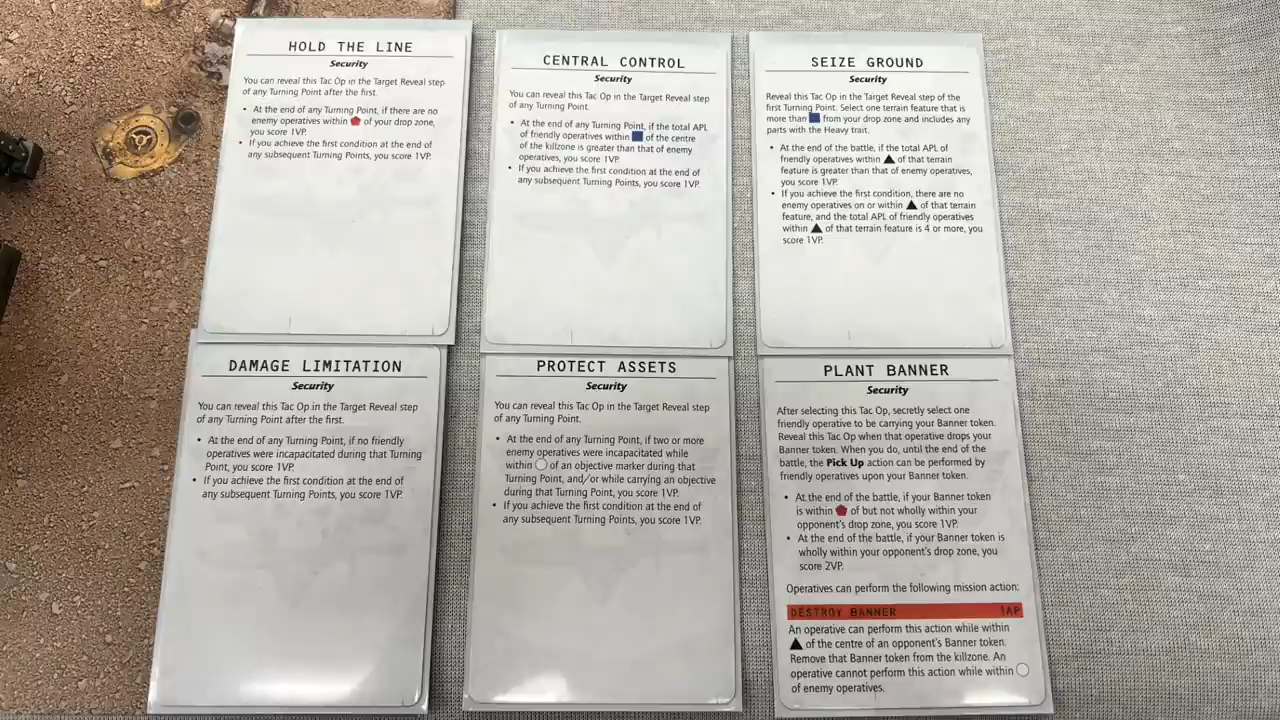 HOLD THE LINE
Security
You can reveal this Tac Op in the Target Reveal step
of any Turning Point after the first.
• At the end of any Turning Point, if there are no
enemy operatives within of your drop zone,
you score 1VP.
• If you achieve the first condition at the end of
any subsequent Turning Points, you score 1VP.
CENTRAL CONTROL
Security
You can reveal this Tac Op in the Target Reveal step
of any Turning Point.
• At the end of any Turning Point, if the total APL
of friendly operatives within of the centre
of the killzone is greater than that of enemy
operatives, you score 1VP.
• If you achieve the first condition at the end of
any subsequent Turning Points, you score 1VP.
SEIZE GROUND
Security
Reveal this Tac Op in the Target Reveal step of the
first Turning Point. Select one terrain feature that is
more than from your drop zone and includes any
parts with the Heavy trait.
• At the end of the battle, if the total APL of
friendly operatives within ▲ of that terrain
feature is greater than that of enemy operatives,
you score 1VP.
• If you achieve the first condition, there are no
enemy operatives on or within ▲ of that terrain
feature, and the total APL of friendly operatives
within ▲ of that terrain feature is 4 or more, you
score 1VP.
DAMAGE LIMITATION
Security
You can reveal this Tac Op in the Target Reveal step
of any Turning Point after the first.
• At the end of any Turning Point, if no friendly
operatives were incapacitated during that Turning
Point, you score 1VP.
• If you achieve the first condition at the end of
any subsequent Turning Points, you score 1VP.
PROTECT ASSETS
Security
You can reveal this Tac Op in the Target Reveal step
of any Turning Point.
• At the end of any Turning Point, if two or more
enemy operatives were incapacitated while
within of an objective marker during that
Turning Point, and/or while carrying an objective
during that Turning Point, you score 1VP.
• If you achieve the first condition at the end of
any subsequent Turning Points, you score 1VP.
PLANT BANNER
Security
After selecting this Tac Op, secretly select one
friendly operative to be carrying your Banner token.
Reveal this Tac Op when that operative drops your
Banner token. When you do, until the end of the
battle, the Pick Up action can be performed by
friendly operatives upon your Banner token.
• At the end of the battle, if your Banner token
is within of but not wholly within your
opponent's drop zone, you score 1VP.
• At the end of the battle, if your Banner token is
wholly within your opponent's drop zone, you
score 2VP.
Operatives can perform the following mission action:
DESTROY BANNER 1AP
An operative can perform this action while within
▲ of the centre of an opponent's Banner token.
Remove that Banner token from the killzone. An
operative cannot perform this action while within
of enemy operatives.